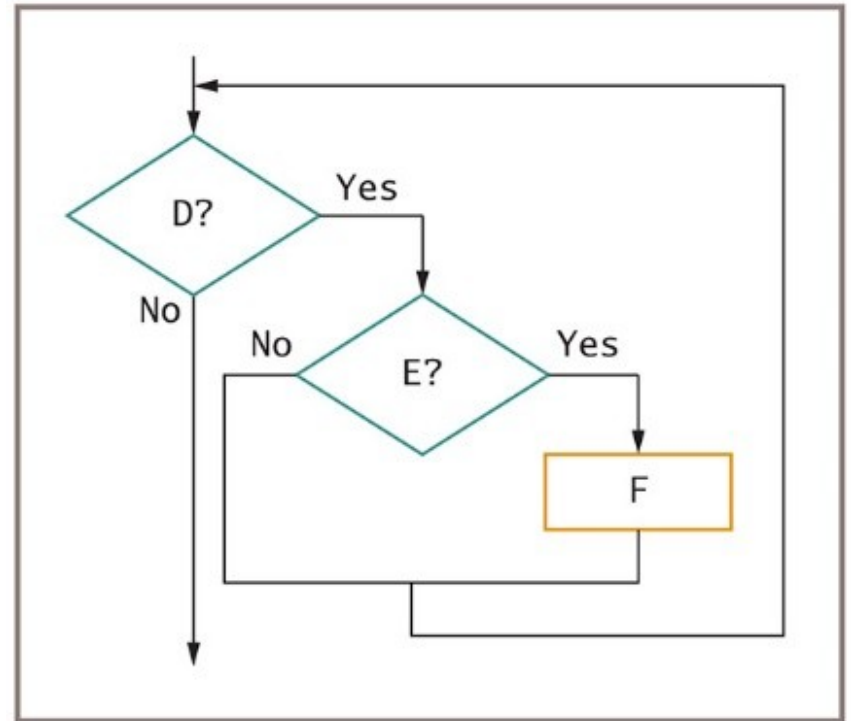 Yes
D?
No
No
Yes
E?
F